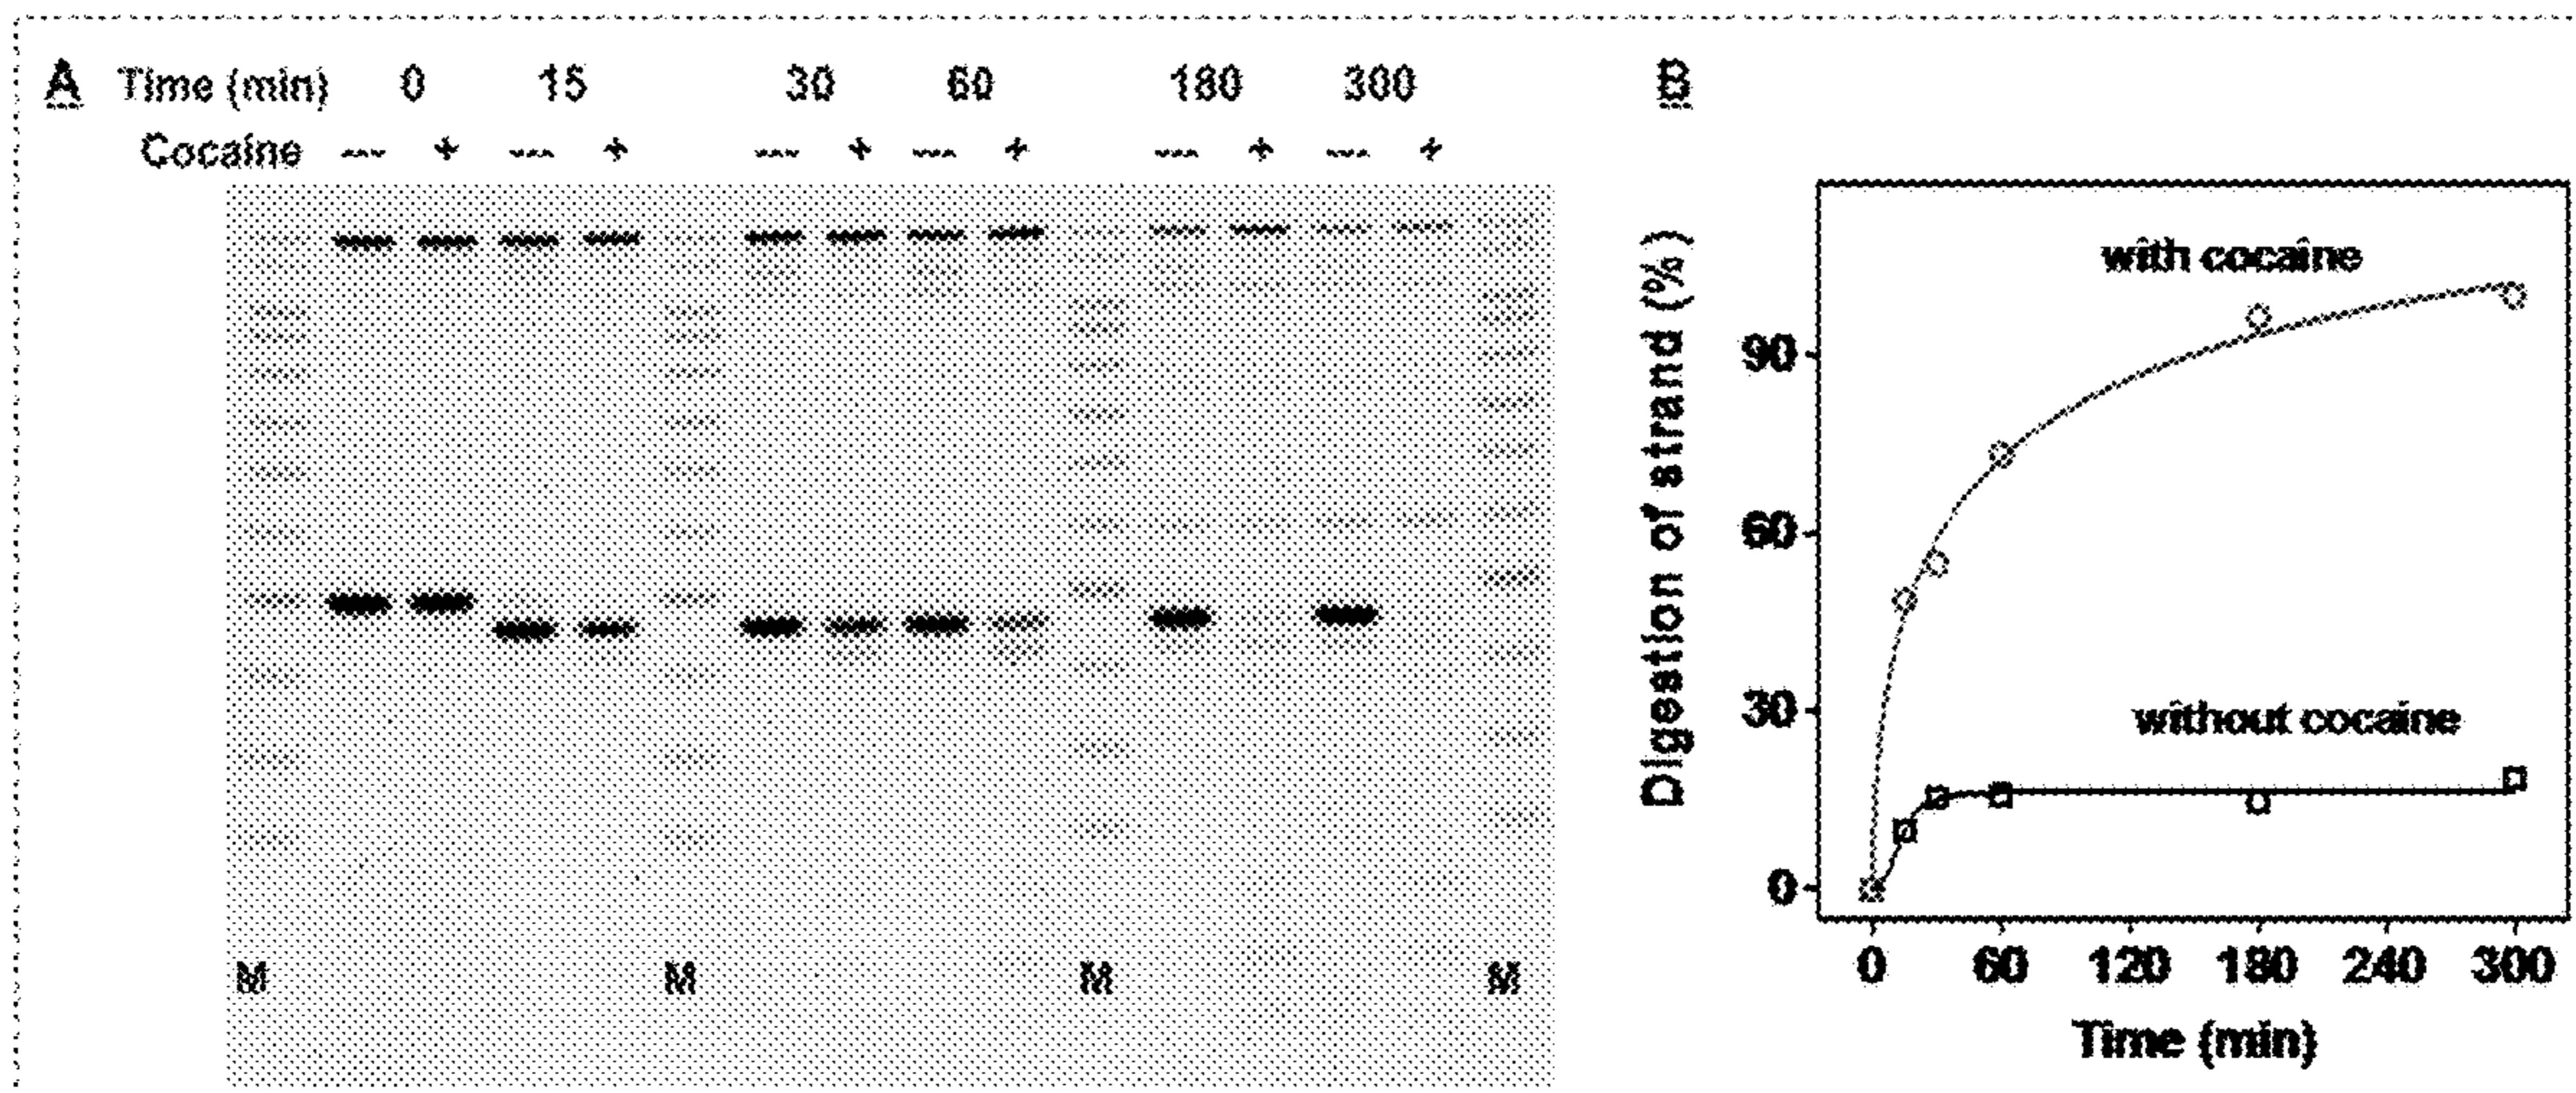 A Time (min) 0 15 30 60 180 300
Cocaine --- + --- + --- + --- + --- + --- +
M M M M
B
Digestion of strand (%)
90
60
30
0
with cocaine
without cocaine
0 60 120 180 240 300
Time (min)